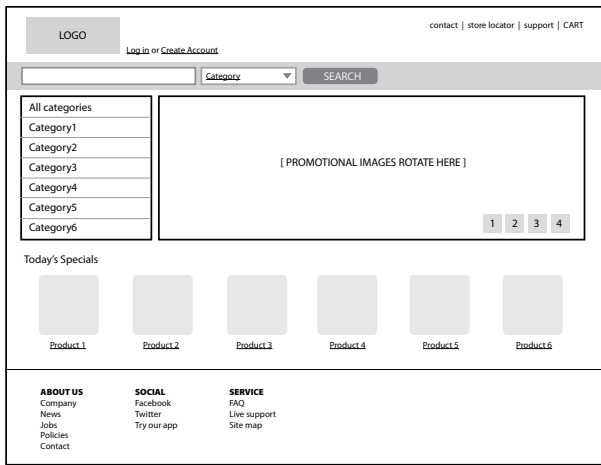 LOGO
contact | store locator | support | CART
Log in or Create Account
Category
SEARCH
All categories
Category1
Category2
Category3
Category4
Category5
Category6
[ PROMOTIONAL IMAGES ROTATE HERE ]
1 2 3 4
Today's Specials
Product 1 Product 2 Product 3 Product 4 Product 5 Product 6
ABOUT US
Company
News
Jobs
Policies
Contact
SOCIAL
Facebook
Twitter
Try our app
SERVICE
FAQ
Live support
Site map